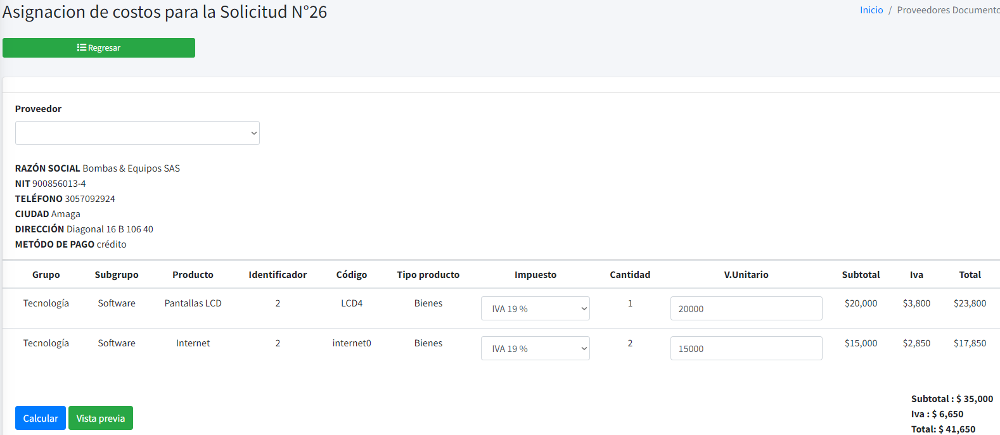 Asignacion de costos para la Solicitud N°26
Inicio / Proveedores Documento
Regresar
Proveedor
RAZÓN SOCIAL Bombas & Equipos SAS
NIT 900856013-4
TELÉFONO 3057092924
CIUDAD Amaga
DIRECCIÓN Diagonal 16 B 106 40
METÓDO DE PAGO crédito
Grupo Subgrupo Producto Identificador Código Tipo producto Impuesto Cantidad V.Unitario Subtotal Iva Total
Tecnología Software Pantallas LCD 2 LCD4 Bienes IVA 19 % 1 20000 $20,000 $3,800 $23,800
Tecnología Software Internet 2 internet0 Bienes IVA 19 % 2 15000 $15,000 $2,850 $17,850
Subtotal : $ 35,000
Iva : $ 6,650
Total: $ 41,650
Calcular Vista previa